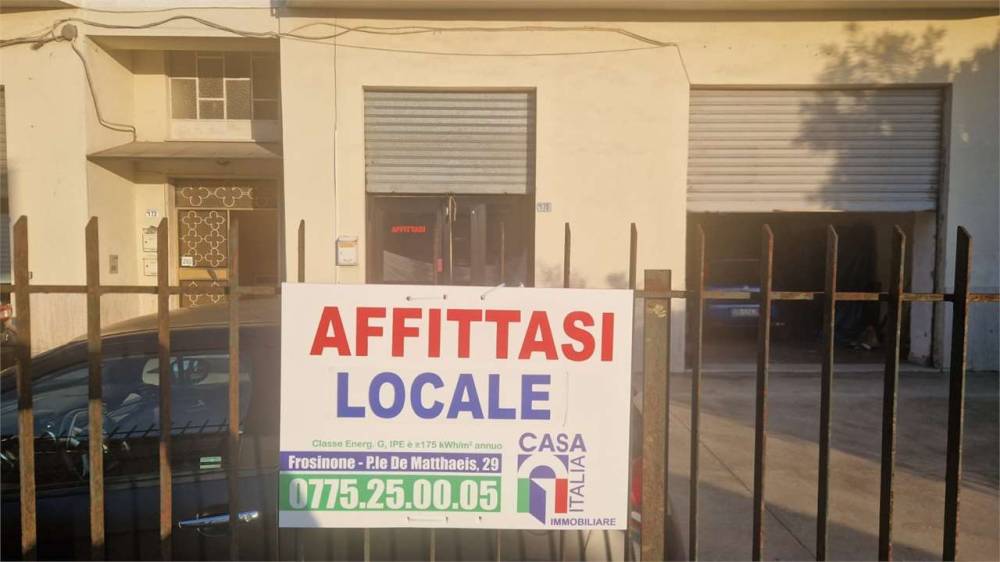 AFFITTASI
AFFITTASI
LOCALE
Classe Energ. G, IPE è ≥175 kWh/m² annuo
Frosinone - P.le De Matthaeis, 29
0775.25.00.05
CASA
ITALIA
IMMOBILIARE